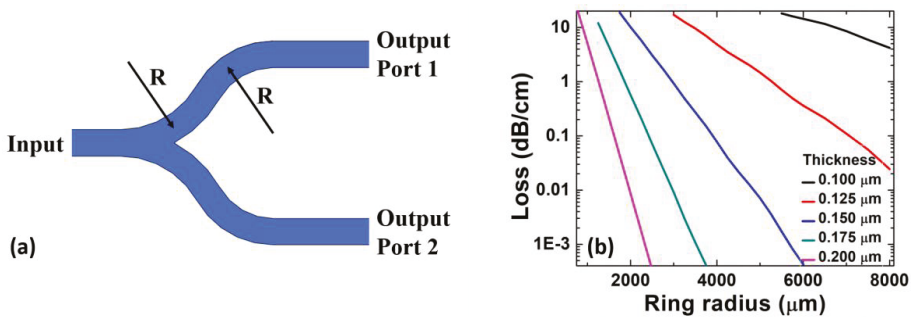 (a)
Input
R
R
Output
Port 1
Output
Port 2
(b)
Loss (dB/cm)
10
1
0.1
0.01
1E-3
2000 4000 6000 8000
Ring radius (μm)
Thickness
0.100 μm
0.125 μm
0.150 μm
0.175 μm
0.200 μm